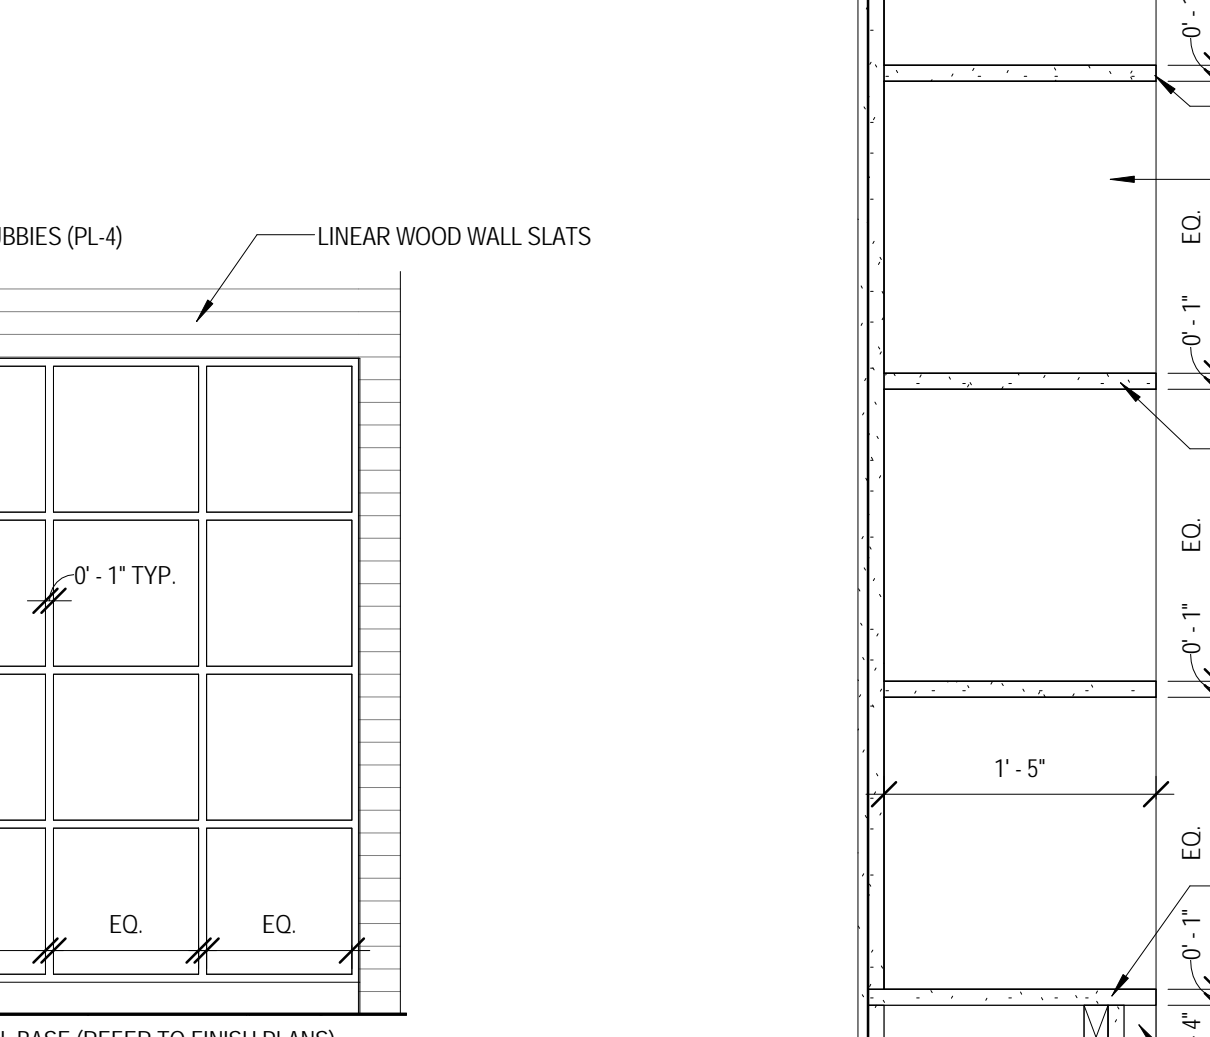 LINEAR WOOD WALL SLATS
(PL-4)
0' - 1" TYP.
EQ.
EQ.
BASE (REFER TO FINISH PLANS)
EQ.
0' - 1"
EQ.
0' - 1"
1' - 5"
EQ.
0' - 1"
4"